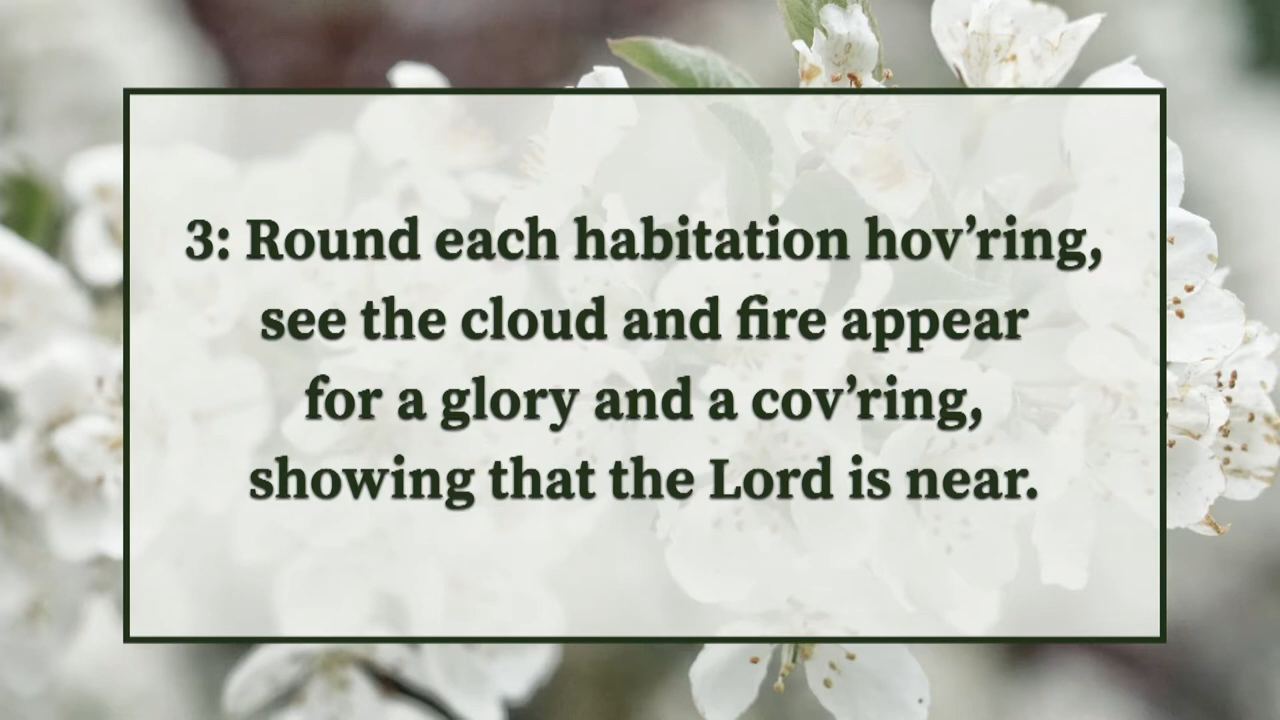 3: Round each habitation hov’ring,
see the cloud and fire appear
for a glory and a cov’ring,
showing that the Lord is near.